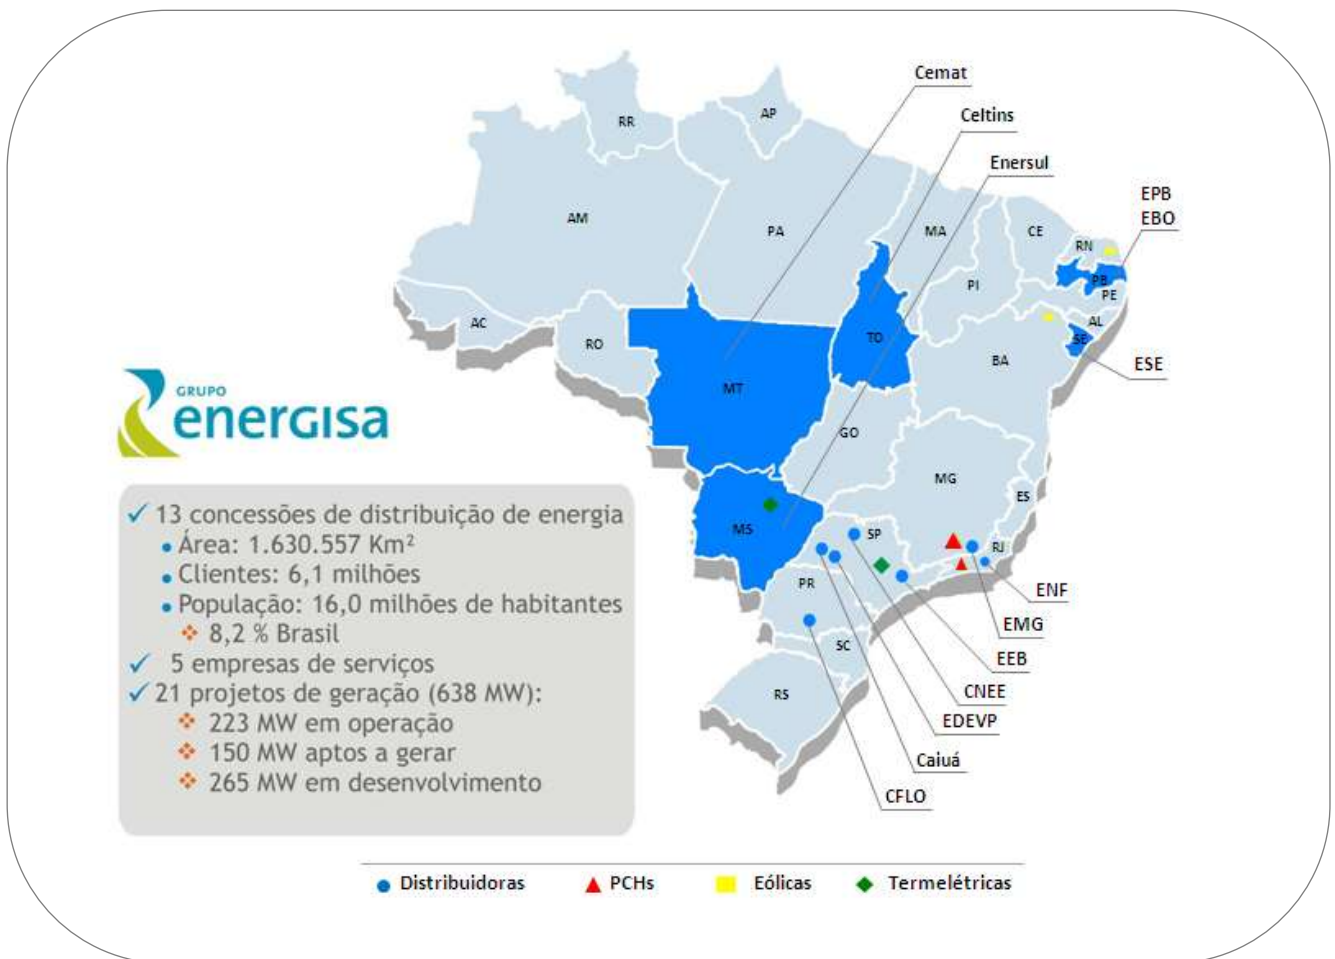 Cemat
Celtins
Enersul
EPB
EBO
ESE
RR
AP
AM
PA
MA
CE
RN
PB
PE
PI
AL
SE
AC
RO
TO
BA
MT
GO
MG
ES
MS
SP
RJ
PR
SC
RS
GRUPO
energisa
✓ 13 concessões de distribuição de energia
• Área: 1.630.557 Km²
• Clientes: 6,1 milhões
• População: 16,0 milhões de habitantes
❖ 8,2 % Brasil
✓ 5 empresas de serviços
✓ 21 projetos de geração (638 MW):
❖ 223 MW em operação
❖ 150 MW aptos a gerar
❖ 265 MW em desenvolvimento
ENF
EMG
EEB
CNEE
EDEVP
Caiuá
CFLO
Distribuidoras
PCHs
Eólicas
Termelétricas